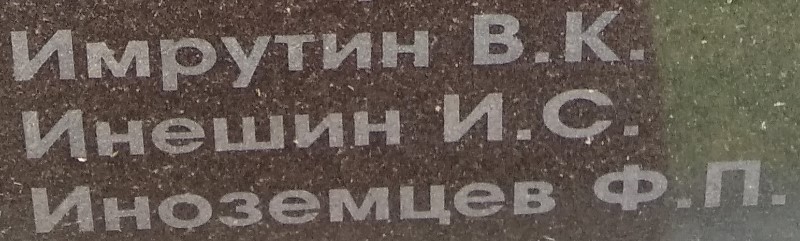 Имрутин В.К.
Инешин И.С.
Иноземцев Ф.П.